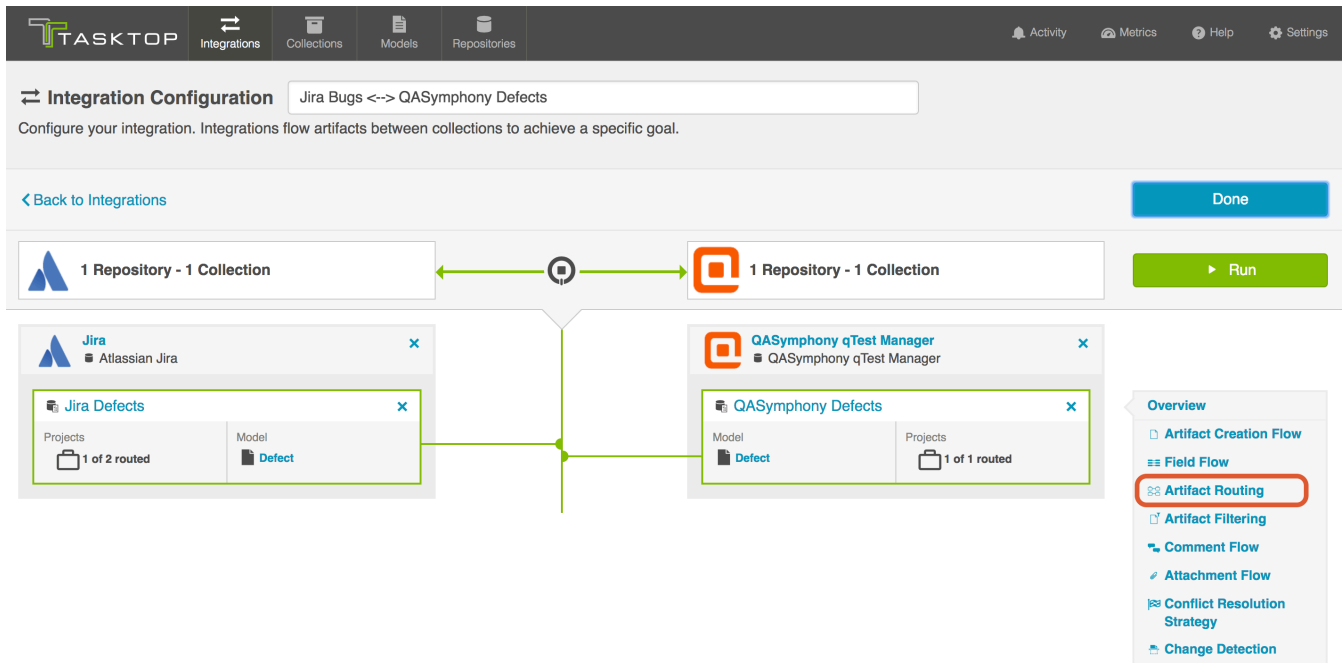 TASKTOP
Integrations
Collections
Models
Repositories
Activity
Metrics
Help
Settings
Integration Configuration
Jira Bugs <--> QASymphony Defects
Configure your integration. Integrations flow artifacts between collections to achieve a specific goal.
Back to Integrations
Done
1 Repository - 1 Collection
1 Repository - 1 Collection
Run
Jira
Atlassian Jira
QASymphony qTest Manager
QASymphony qTest Manager
Jira Defects
Projects
1 of 2 routed
Model
Defect
QASymphony Defects
Model
Defect
Projects
1 of 1 routed
Overview
Artifact Creation Flow
Field Flow
Artifact Routing
Artifact Filtering
Comment Flow
Attachment Flow
Conflict Resolution
Strategy
Change Detection